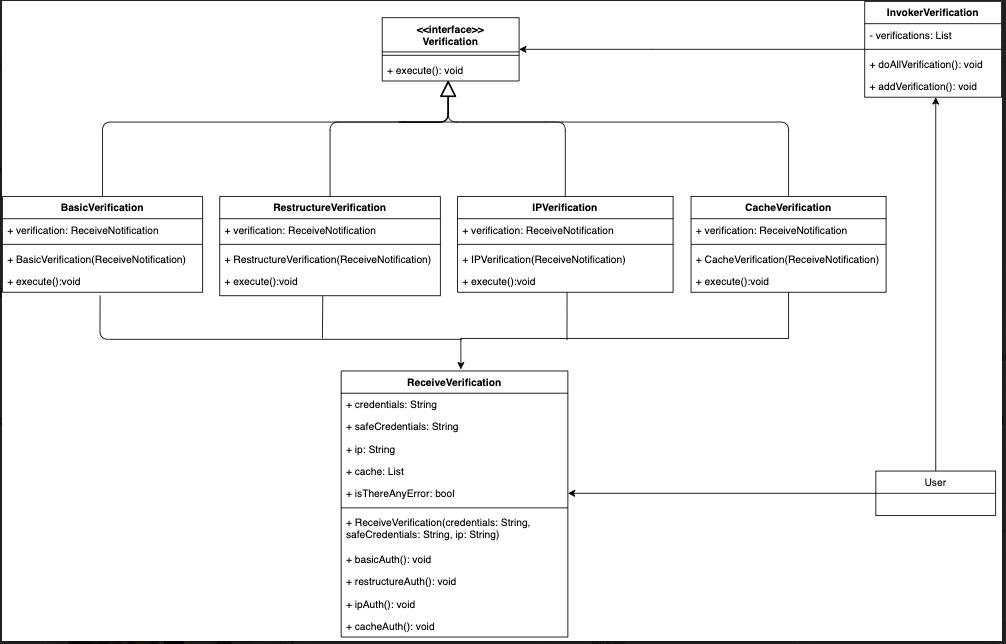 <<interface>>
Verification
+ execute(): void
InvokerVerification
- verifications: List
+ doAllVerification(): void
+ addVerification(): void
BasicVerification
+ verification: ReceiveNotification
+ BasicVerification(ReceiveNotification)
+ execute():void
RestructureVerification
+ verification: ReceiveNotification
+ RestructureVerification(ReceiveNotification)
+ execute():void
IPVerification
+ verification: ReceiveNotification
+ IPVerification(ReceiveNotification)
+ execute():void
CacheVerification
+ verification: ReceiveNotification
+ CacheVerification(ReceiveNotification)
+ execute():void
ReceiveVerification
+ credentials: String
+ safeCredentials: String
+ ip: String
+ cache: List
+ isThereAnyError: bool
+ ReceiveVerification(credentials: String,
safeCredentials: String, ip: String)
+ basicAuth(): void
+ restructureAuth(): void
+ ipAuth(): void
+ cacheAuth(): void
User